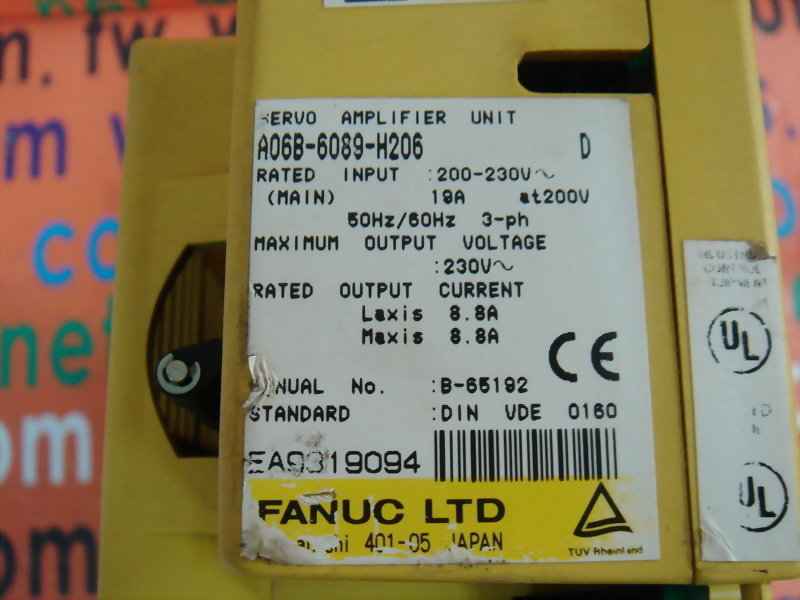 SERVO AMPLIFIER UNIT
A06B-6089-H206 D
RATED INPUT :200-230V~
(MAIN) 19A at200V
50Hz/60Hz 3-ph
MAXIMUM OUTPUT VOLTAGE
:230V~
RATED OUTPUT CURRENT
Laxis 8.8A
Maxis 8.8A
CE
No. :B-65192
STANDARD :DIN VDE 0160
EA9319094
FANUC LTD
401-05 JAPAN
TUV Rheinland
UL
UL